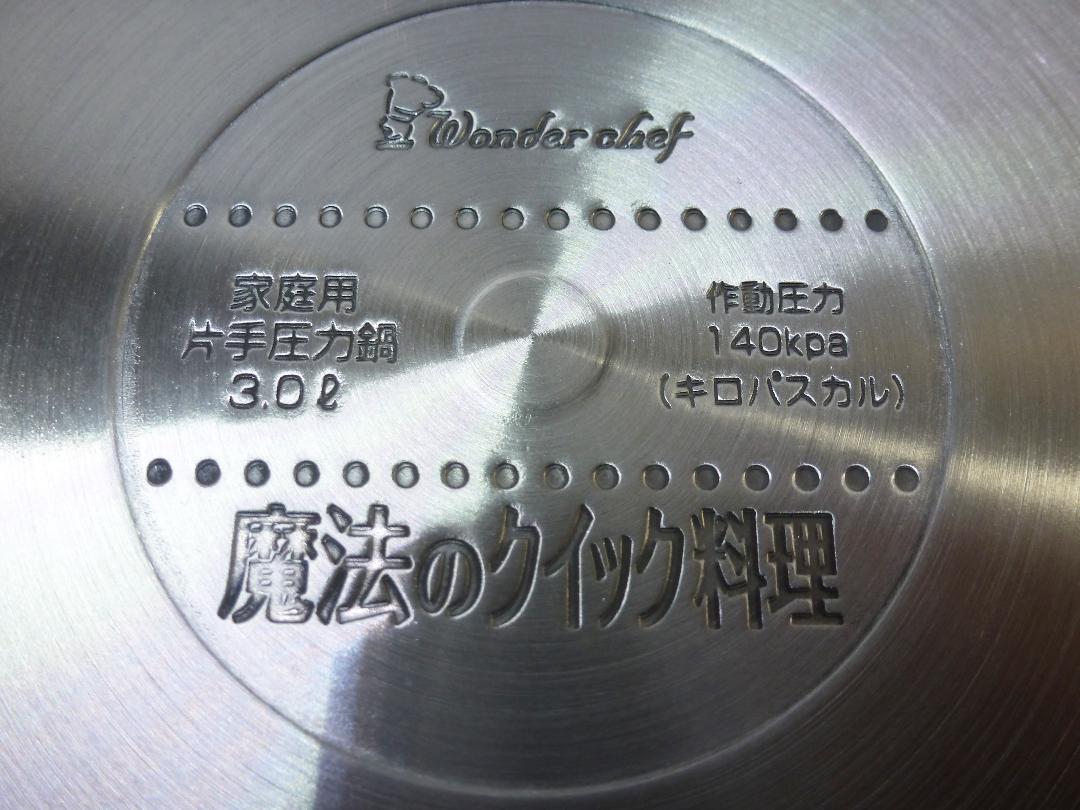 Wonder chef
家庭用
片手圧力鍋
3.0ℓ
作動圧力
140kpa
(キロパスカル)
魔法のクイック料理